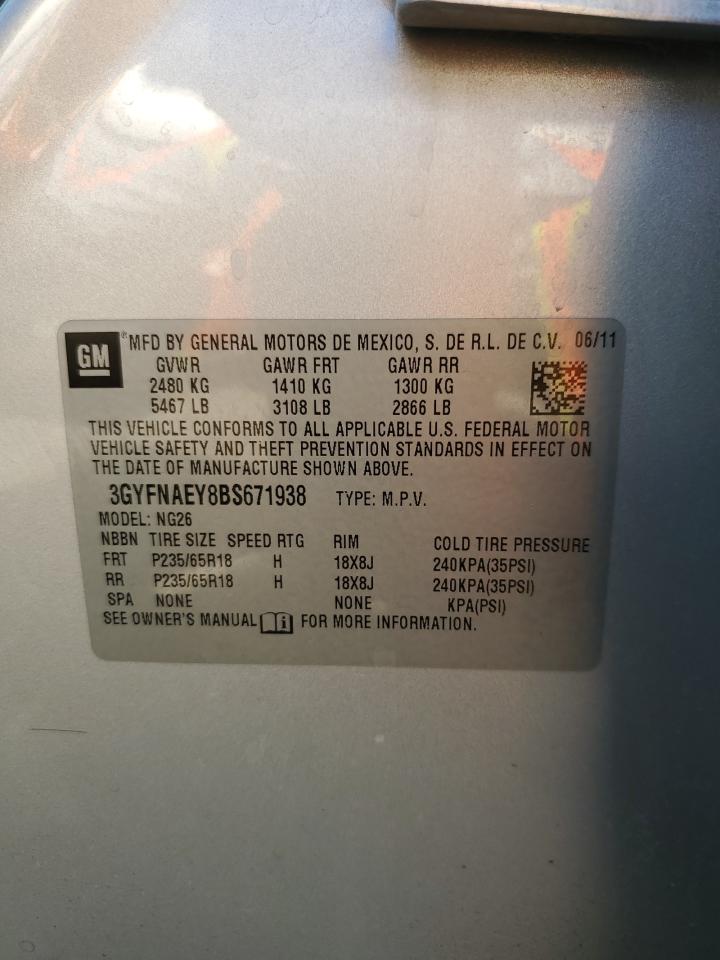 GM ® MFD BY GENERAL MOTORS DE MEXICO, S. DE R.L. DE C.V. 06/11
GVWR GAWR FRT GAWR RR
2480 KG 1410 KG 1300 KG
5467 LB 3108 LB 2866 LB
THIS VEHICLE CONFORMS TO ALL APPLICABLE U.S. FEDERAL MOTOR
VEHICLE SAFETY AND THEFT PREVENTION STANDARDS IN EFFECT ON
THE DATE OF MANUFACTURE SHOWN ABOVE.
3GYFNAEY8BS671938 TYPE: M.P.V.
MODEL: NG26
NBBN TIRE SIZE SPEED RTG RIM COLD TIRE PRESSURE
FRT P235/65R18 H 18X8J 240KPA(35PSI)
RR P235/65R18 H 18X8J 240KPA(35PSI)
SPA NONE NONE KPA(PSI)
SEE OWNER'S MANUAL i FOR MORE INFORMATION.